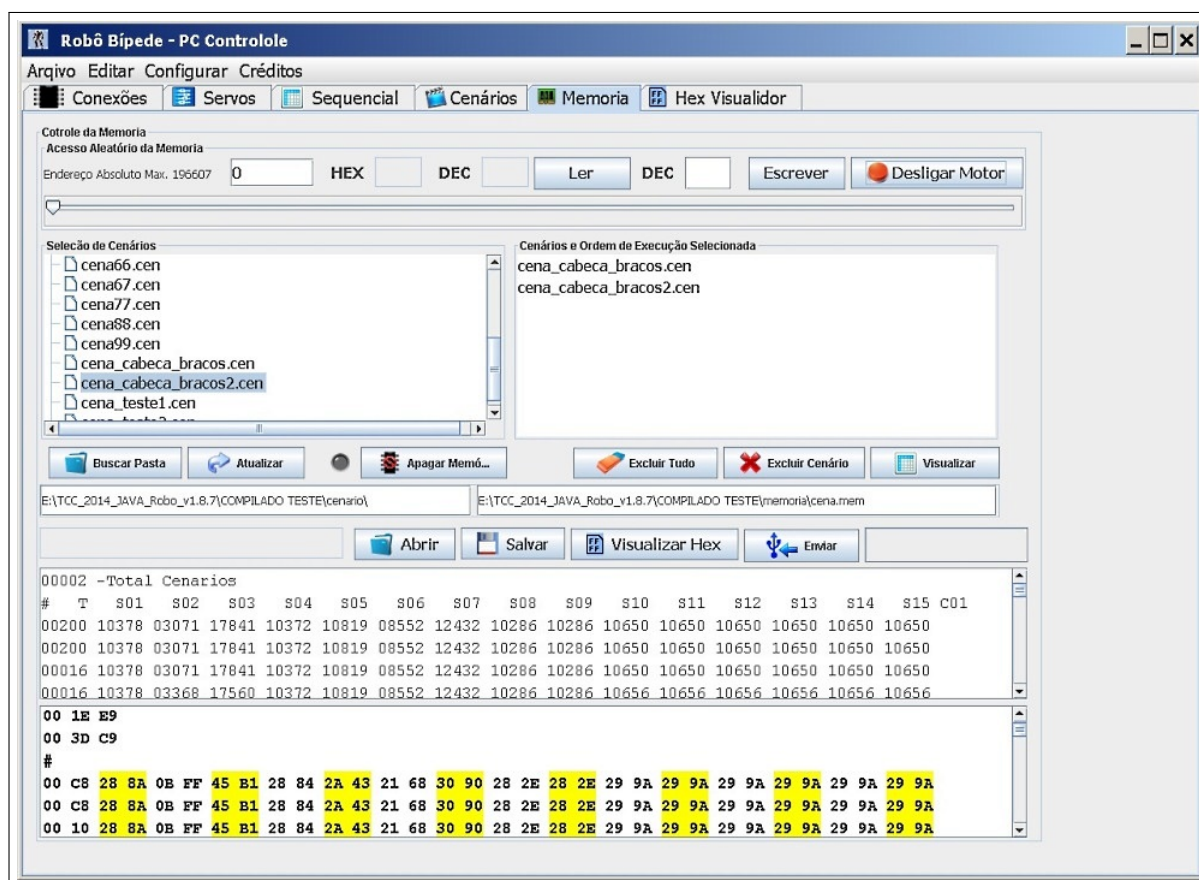 Robô Bípede - PC Controlole
Arqivo Editar Configurar Créditos
Conexões Servos Sequencial Cenários Memoria Hex Visualidor
Cotrole da Memoria
Acesso Aleatório da Memoria
Endereço Absoluto Max. 196607 0 HEX DEC Ler DEC Escrever Desligar Motor
Selecão de Cenários
cena66.cen
cena67.cen
cena77.cen
cena88.cen
cena99.cen
cena_cabeca_bracos.cen
cena_cabeca_bracos2.cen
cena_teste1.cen
Cenários e Ordem de Execução Selecionada
cena_cabeca_bracos.cen
cena_cabeca_bracos2.cen
Buscar Pasta Atualizar Apagar Memó... Excluir Tudo Excluir Cenário Visualizar
E:\TCC_2014_JAVA_Robo_v1.8.7\COMPILADO TESTE\cenario\ E:\TCC_2014_JAVA_Robo_v1.8.7\COMPILADO TESTE\memoria\cena.mem
Abrir Salvar Visualizar Hex Enviar
00002 -Total Cenarios
# T S01 S02 S03 S04 S05 S06 S07 S08 S09 S10 S11 S12 S13 S14 S15 C01
00200 10378 03071 17841 10372 10819 08552 12432 10286 10286 10650 10650 10650 10650 10650 10650
00200 10378 03071 17841 10372 10819 08552 12432 10286 10286 10650 10650 10650 10650 10650 10650
00016 10378 03071 17841 10372 10819 08552 12432 10286 10286 10650 10650 10650 10650 10650 10650
00016 10378 03368 17560 10372 10819 08552 12432 10286 10286 10656 10656 10656 10656 10656 10656
00 1E E9
00 3D C9
#
00 C8 28 8A 0B FF 45 B1 28 84 2A 43 21 68 30 90 28 2E 28 2E 29 9A 29 9A 29 9A 29 9A 29 9A 29 9A
00 C8 28 8A 0B FF 45 B1 28 84 2A 43 21 68 30 90 28 2E 28 2E 29 9A 29 9A 29 9A 29 9A 29 9A 29 9A
00 10 28 8A 0B FF 45 B1 28 84 2A 43 21 68 30 90 28 2E 28 2E 29 9A 29 9A 29 9A 29 9A 29 9A 29 9A